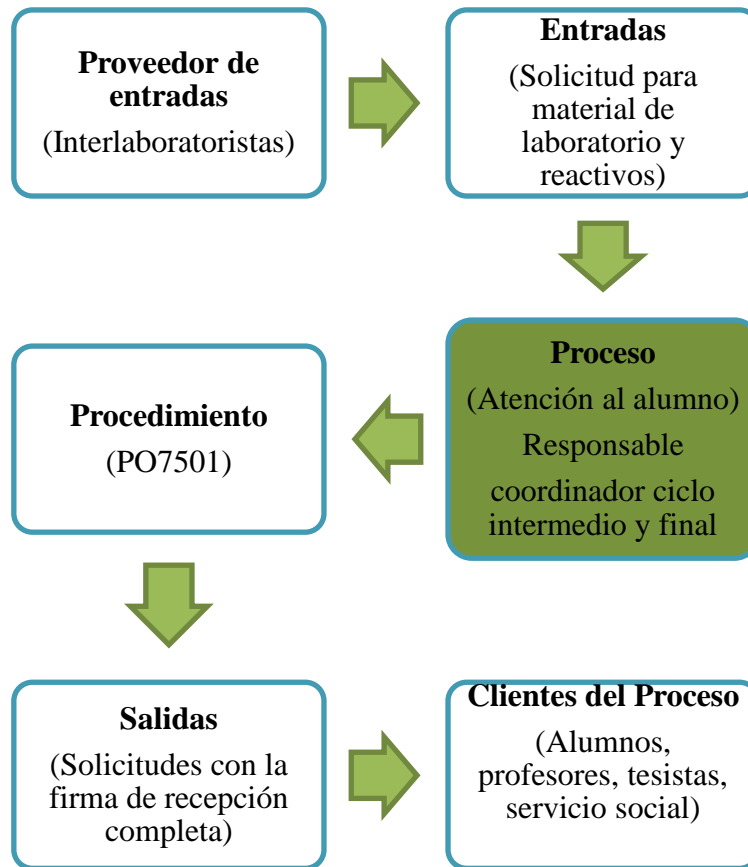 Proveedor de
entradas
(Interlaboratoristas)
Entradas
(Solicitud para
material de
laboratorio y
reactivos)
Proceso
(Atención al alumno)
Responsable
coordinador ciclo
intermedio y final
Procedimiento
(PO7501)
Salidas
(Solicitudes con la
firma de recepción
completa)
Clientes del Proceso
(Alumnos,
profesores, tesistas,
servicio social)